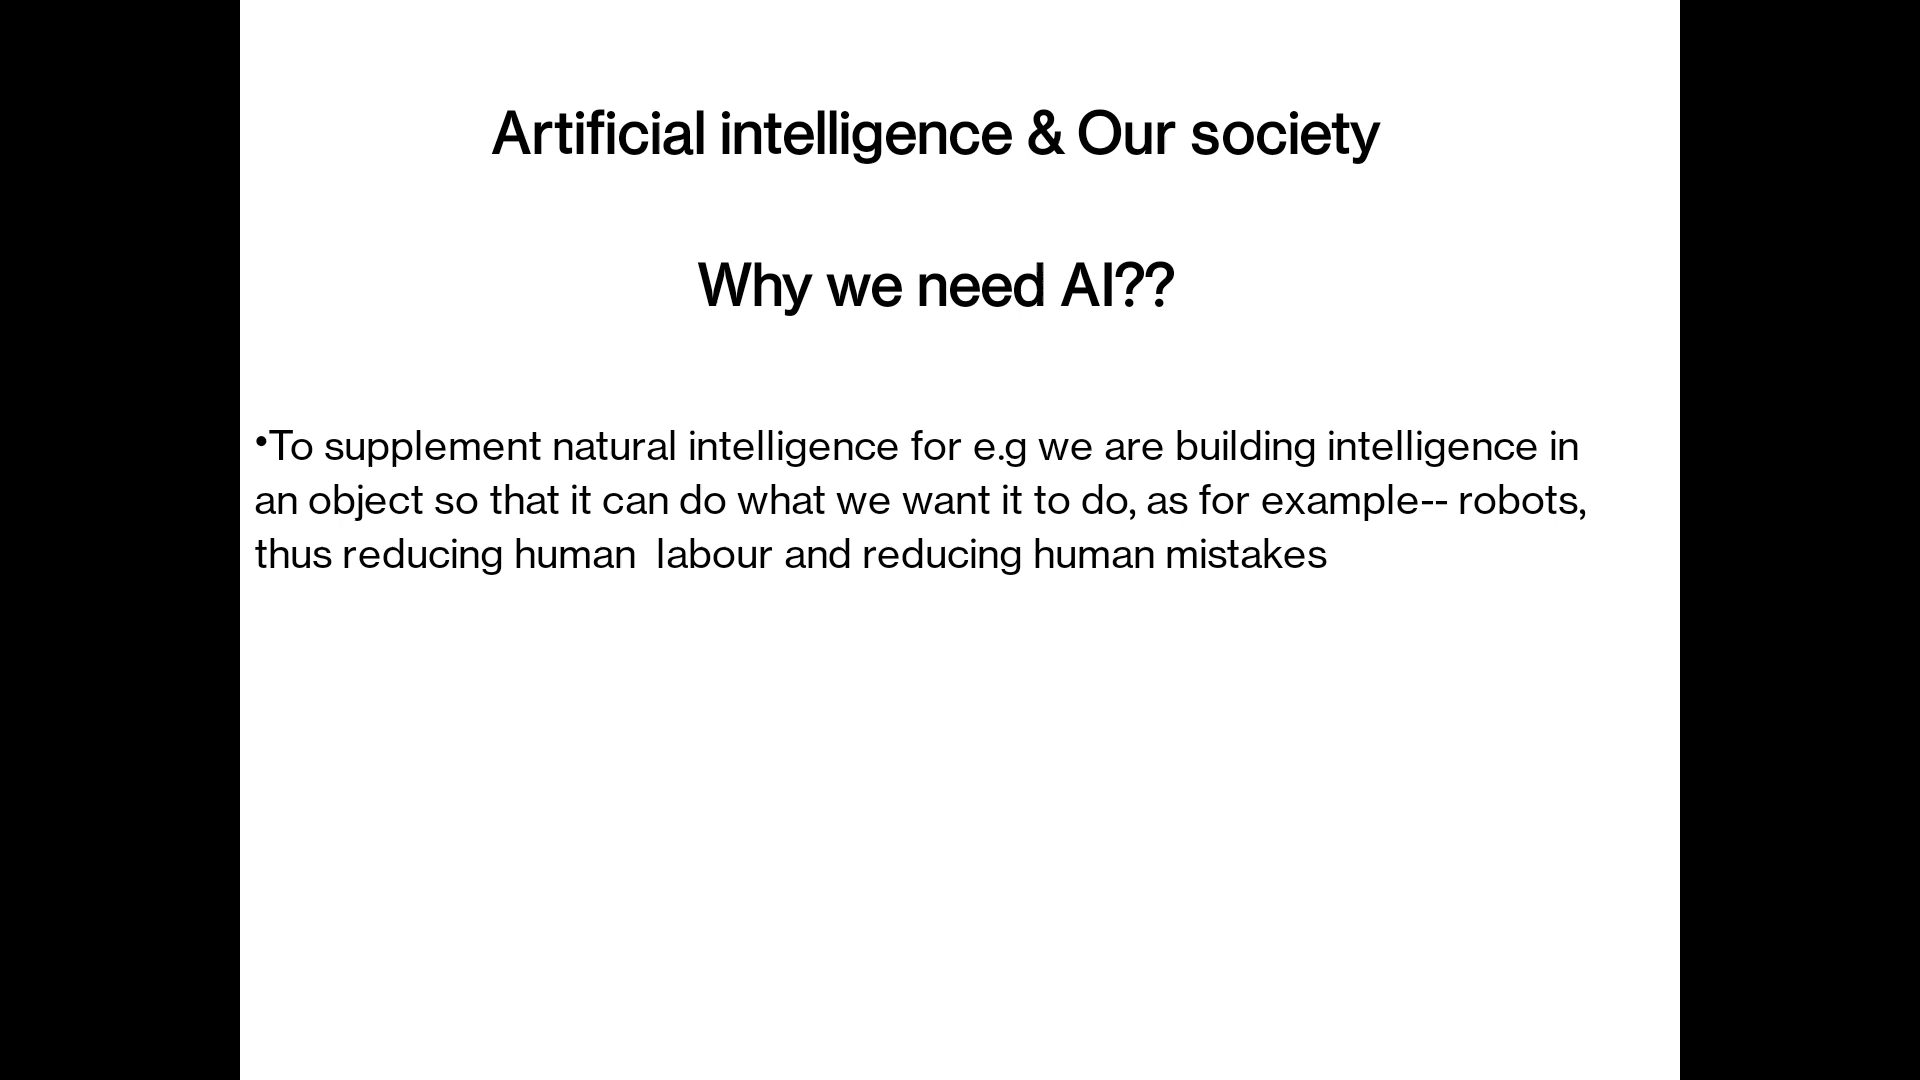 Artificial intelligence & Our society
Why we need AI??
•To supplement natural intelligence for e.g we are building intelligence in
an object so that it can do what we want it to do, as for example-- robots,
thus reducing human  labour and reducing human mistakes